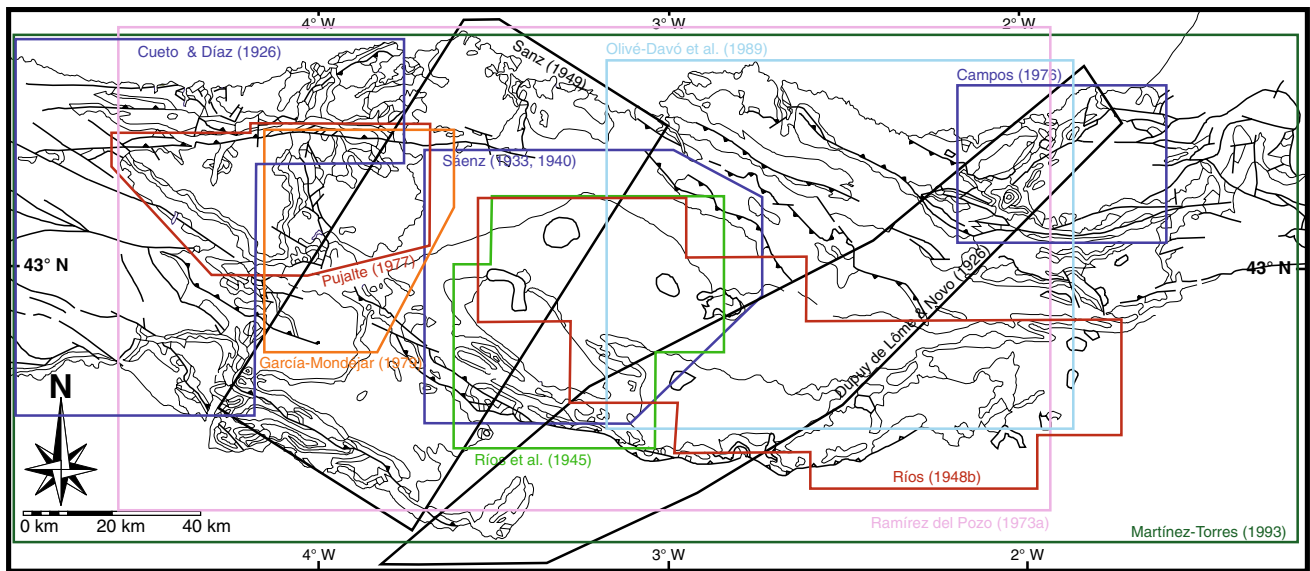 4° W
3° W
2° W
Cueto & Díaz (1926)
Sanz (1949)
Olivé-Davó et al. (1989)
Campos (1976)
Sáenz (1933, 1940)
43° N
43° N
Pujalte (1977)
Dupuy de Lôme & Novo (1926)
García-Mondéjar (1979)
N
Ríos et al. (1945)
Ríos (1948b)
0 km
20 km
40 km
Ramírez del Pozo (1973a)
Martínez-Torres (1993)
4° W
3° W
2° W